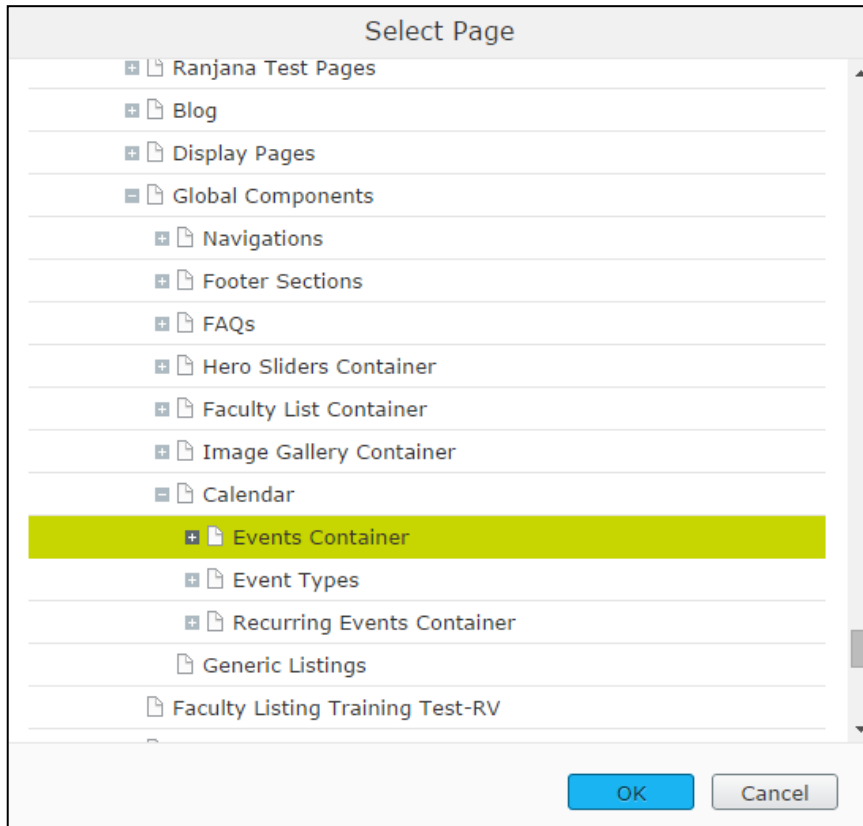 Select Page
Ranjana Test Pages
Blog
Display Pages
Global Components
Navigations
Footer Sections
FAQs
Hero Sliders Container
Faculty List Container
Image Gallery Container
Calendar
Events Container
Event Types
Recurring Events Container
Generic Listings
Faculty Listing Training Test-RV
OK Cancel